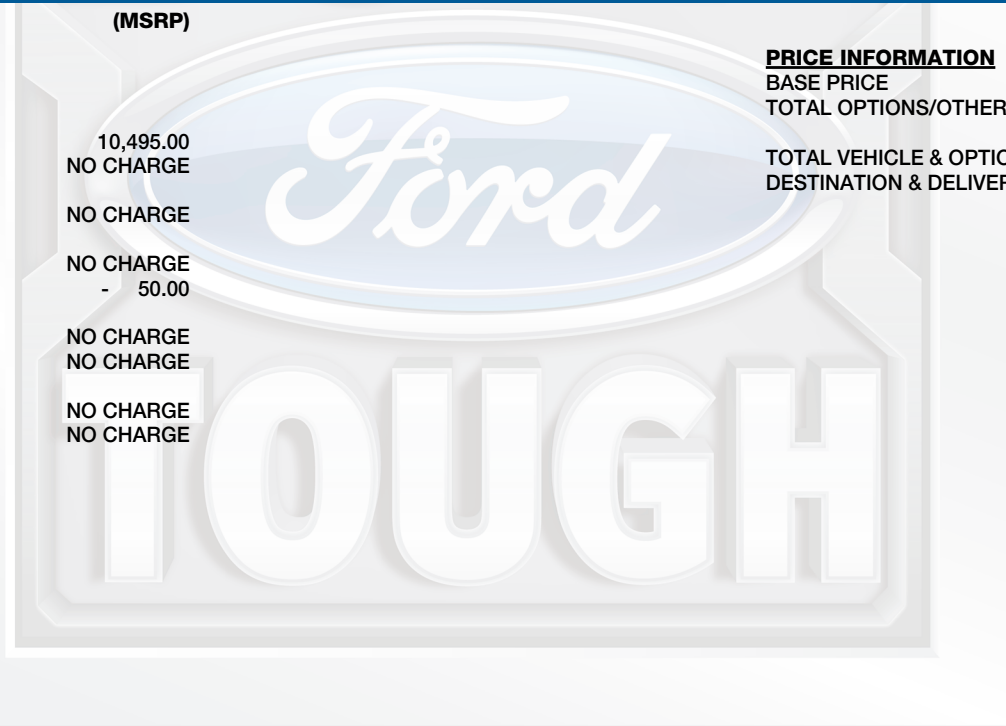 (MSRP)
10,495.00
NO CHARGE
NO CHARGE
NO CHARGE
- 50.00
NO CHARGE
NO CHARGE
NO CHARGE
NO CHARGE
PRICE INFORMATION
BASE PRICE
TOTAL OPTIONS/OTHER
TOTAL VEHICLE & OPTIO
DESTINATION & DELIVER
Ford
TOUGH